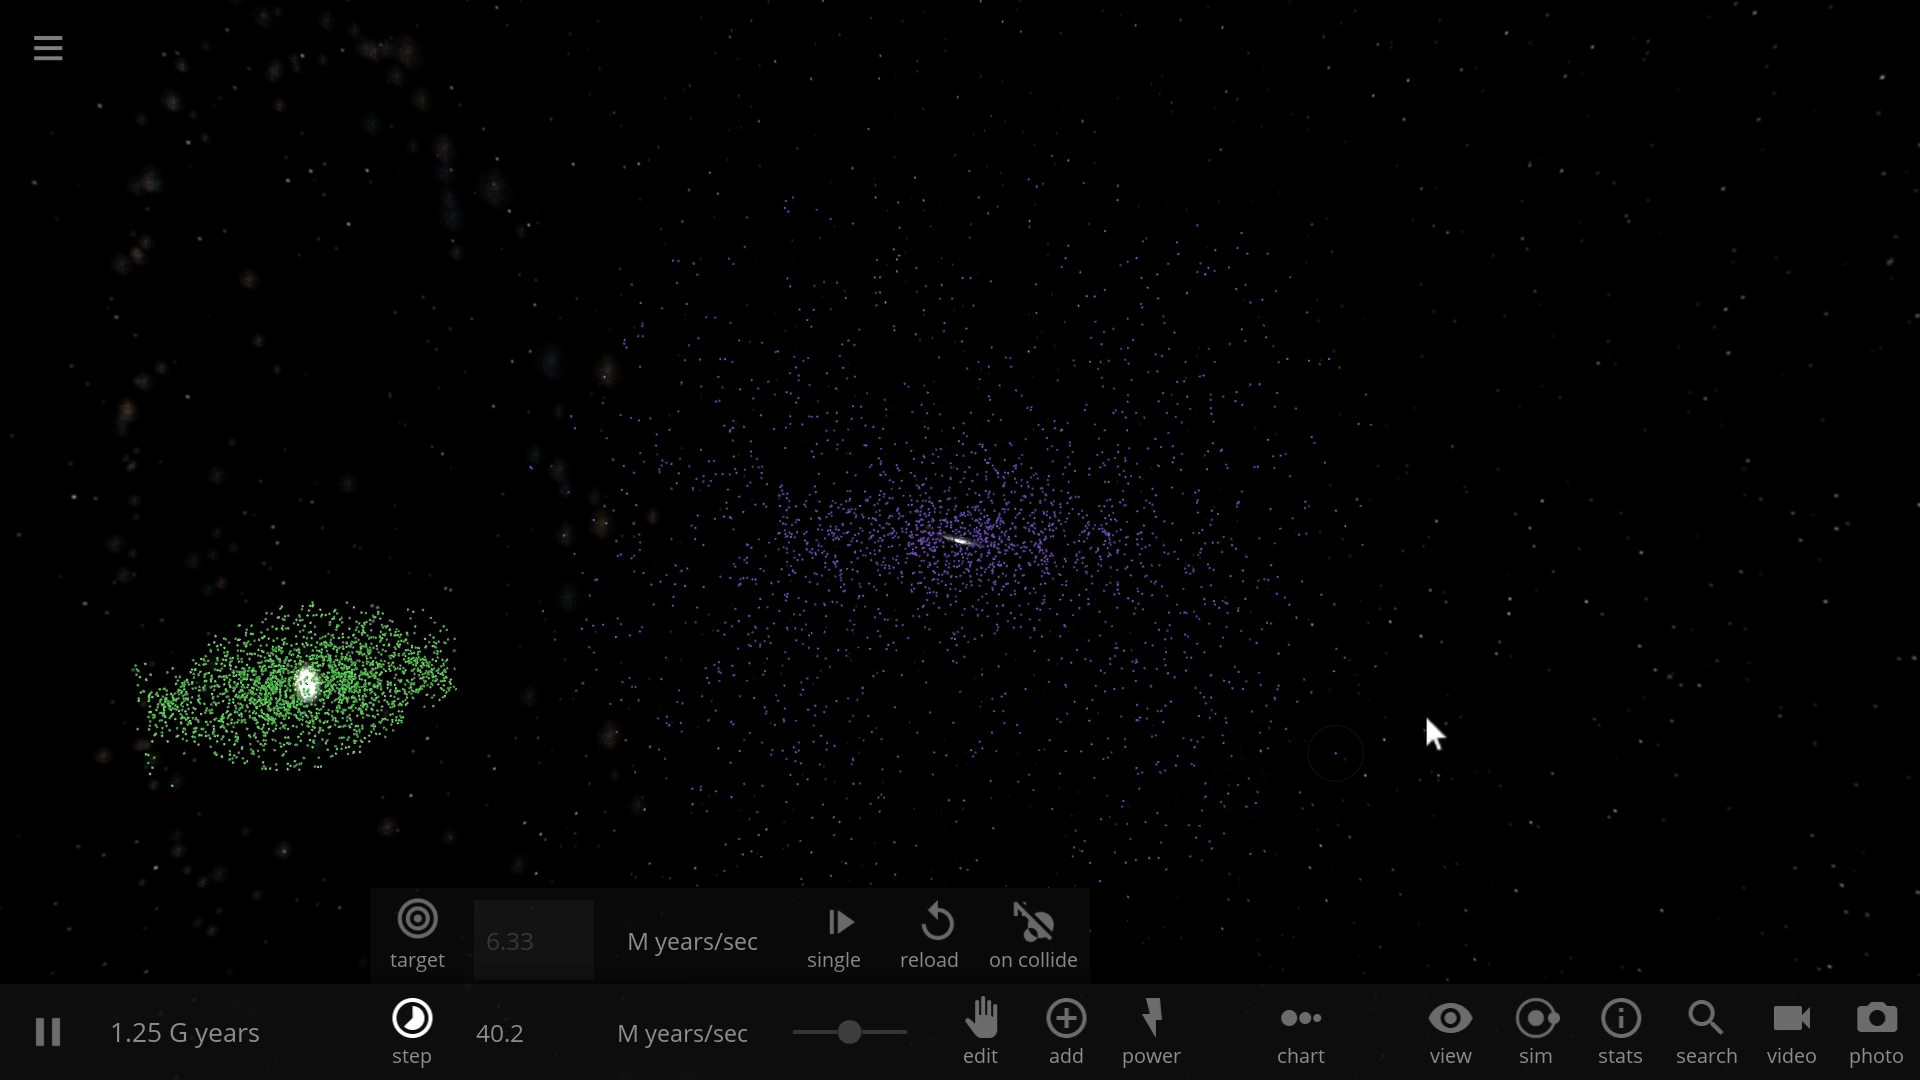 target
6.33
M years/sec
single
reload
on collide
1.25 G years
step
40.2
M years/sec
edit
add
power
chart
view
sim
stats
search
video
photo